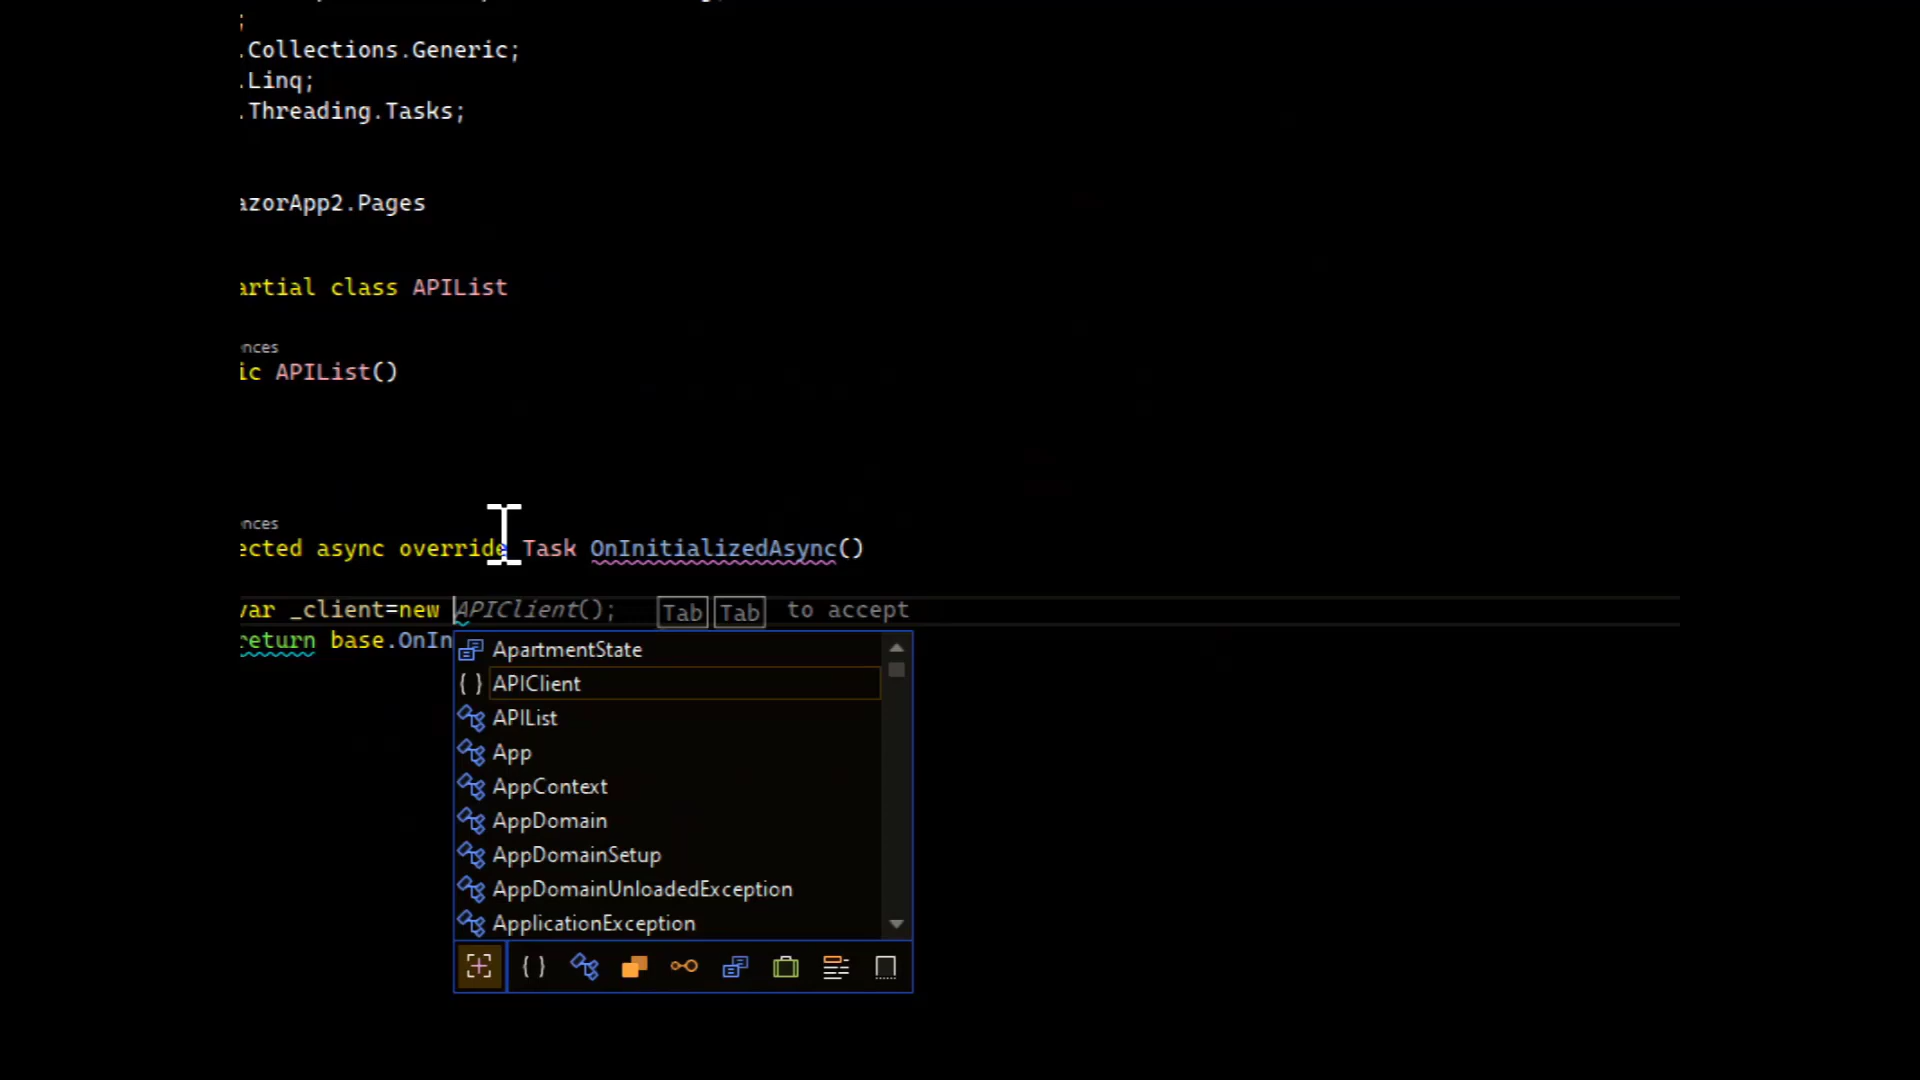 ;
.Collections.Generic;
.Linq;
.Threading.Tasks;
azorApp2.Pages
artial class APIList
nces
ic APIList()
nces
ected async override Task OnInitializedAsync()
var _client=new APIClient(); Tab Tab to accept
return base.OnIn
ApartmentState
{ } APIClient
APIList
App
AppContext
AppDomain
AppDomainSetup
AppDomainUnloadedException
ApplicationException
{ }